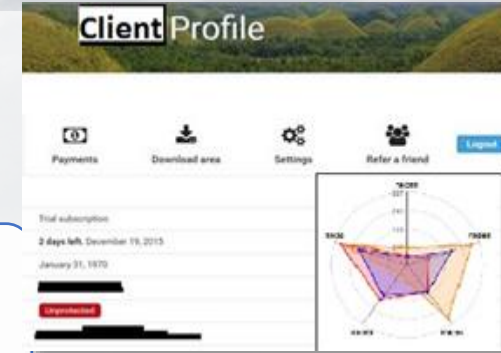 Client Profile
Payments Download area Settings Refer a friend Logout
Trial subscription
2 days left, December 19, 2015
January 31, 1970
Unprotected